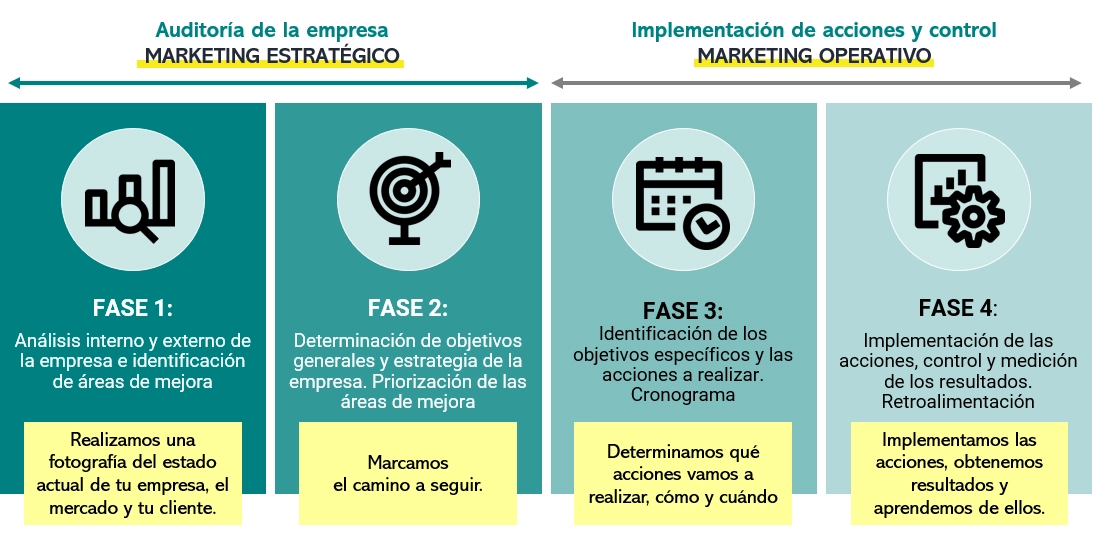 Auditoría de la empresa
MARKETING ESTRATÉGICO
Implementación de acciones y control
MARKETING OPERATIVO
FASE 1:
Análisis interno y externo de
la empresa e identificación
de áreas de mejora
Realizamos una
fotografía del estado
actual de tu empresa, el
mercado y tu cliente.
FASE 2:
Determinación de objetivos
generales y estrategia de la
empresa. Priorización de las
áreas de mejora
Marcamos
el camino a seguir.
FASE 3:
Identificación de los
objetivos específicos y las
acciones a realizar.
Cronograma
Determinamos qué
acciones vamos a
realizar, cómo y cuándo
FASE 4:
Implementación de las
acciones, control y medición
de los resultados.
Retroalimentación
Implementamos las
acciones, obtenemos
resultados y
aprendemos de ellos.